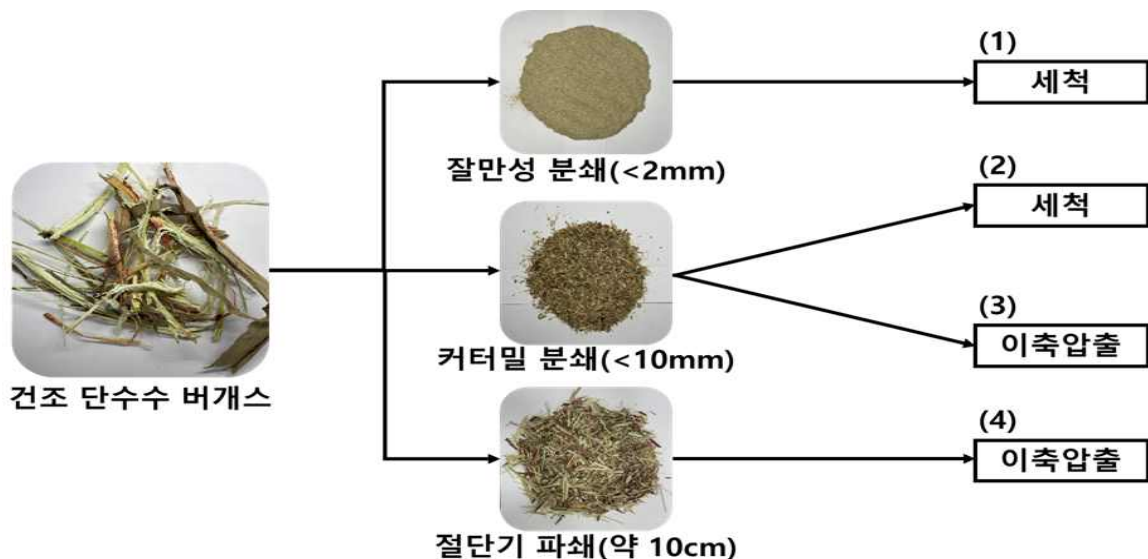 (1)
세척
잘만성 분쇄(<2mm)
(2)
세척
건조 단수수 버개스
커터밀 분쇄(<10mm)
(3)
이축압출
(4)
이축압출
절단기 파쇄(약 10cm)